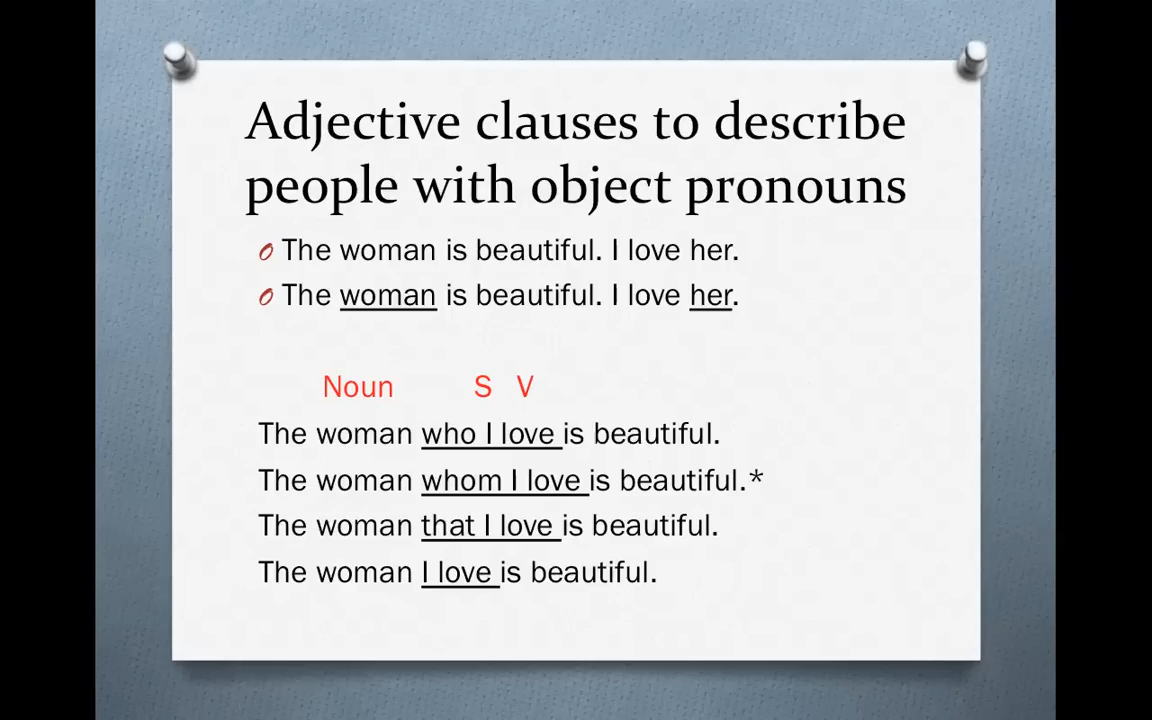 Adjective clauses to describe
people with object pronouns
The woman is beautiful. I love her.
The woman is beautiful. I love her.
Noun S V
The woman who I love is beautiful.
The woman whom I love is beautiful.*
The woman that I love is beautiful.
The woman I love is beautiful.